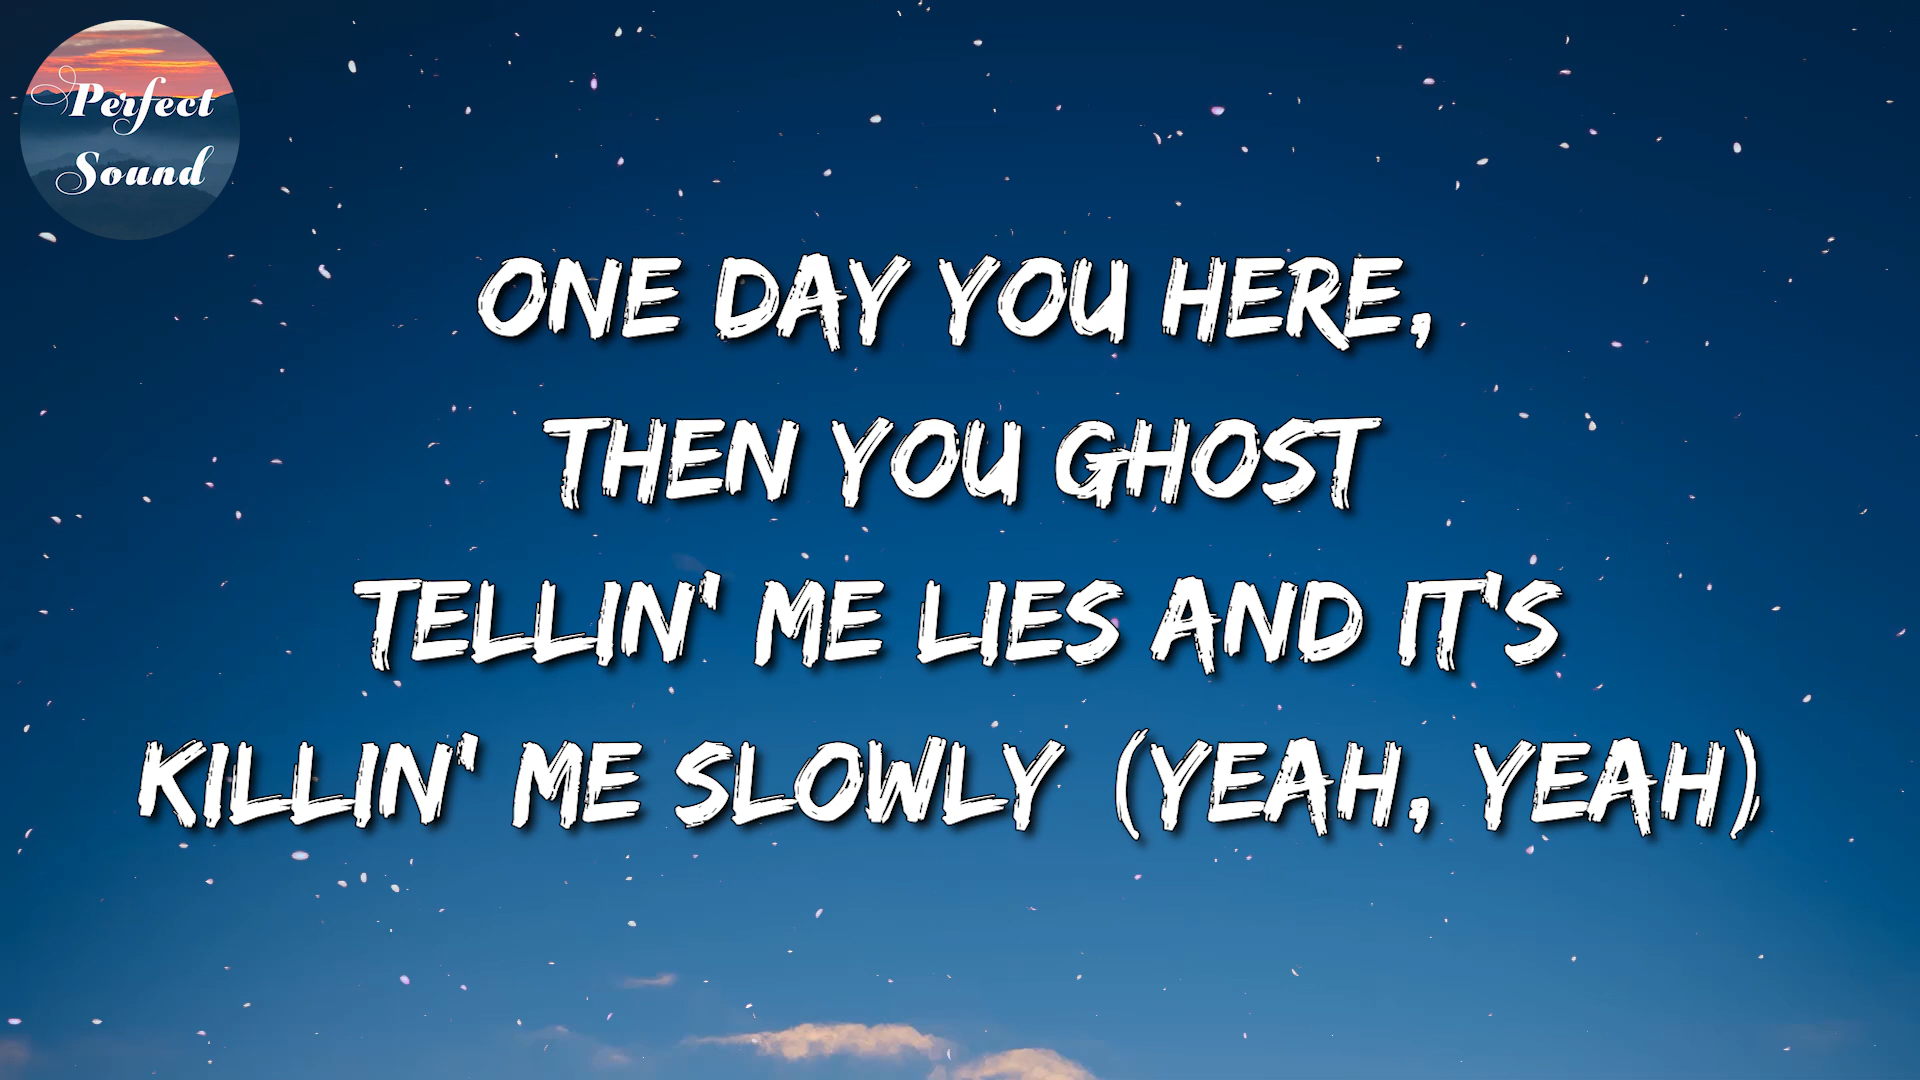 Perfect
Sound
ONE DAY YOU HERE,
THEN YOU GHOST
TELLIN' ME LIES AND IT'S
KILLIN' ME SLOWLY (YEAH, YEAH)